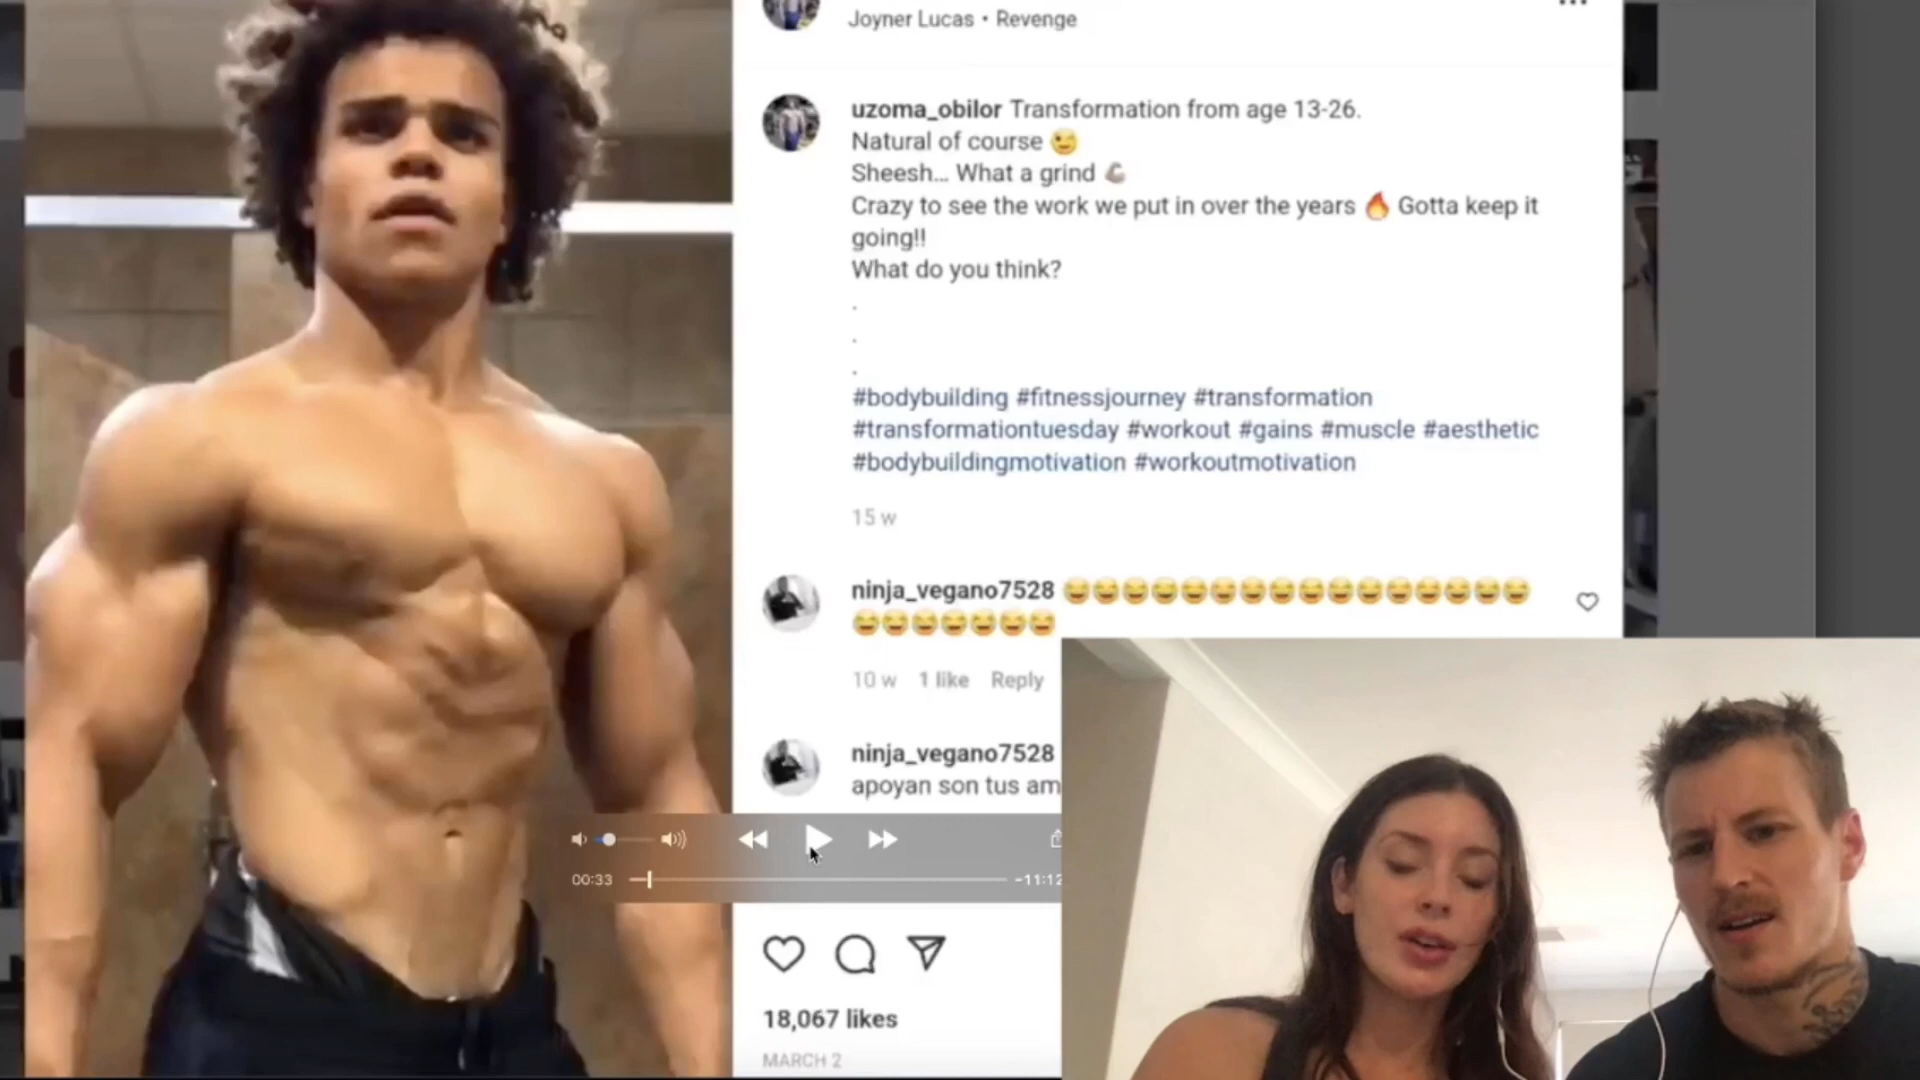 Joyner Lucas • Revenge
uzoma_obilor Transformation from age 13-26.
Natural of course 😉
Sheesh... What a grind 💪🏼
Crazy to see the work we put in over the years 🔥 Gotta keep it
going!!
What do you think?
.
.
.
#bodybuilding #fitnessjourney #transformation
#transformationtuesday #workout #gains #muscle #aesthetic
#bodybuildingmotivation #workoutmotivation
15 w
ninja_vegano7528 😂😂😂😂😂😂😂😂😂😂😂😂😂😂😂😂
😂😂😂😂😂😂😂
10 w 1 like Reply
ninja_vegano7528
apoyan son tus am
00:33 -11:12
18,067 likes
MARCH 2